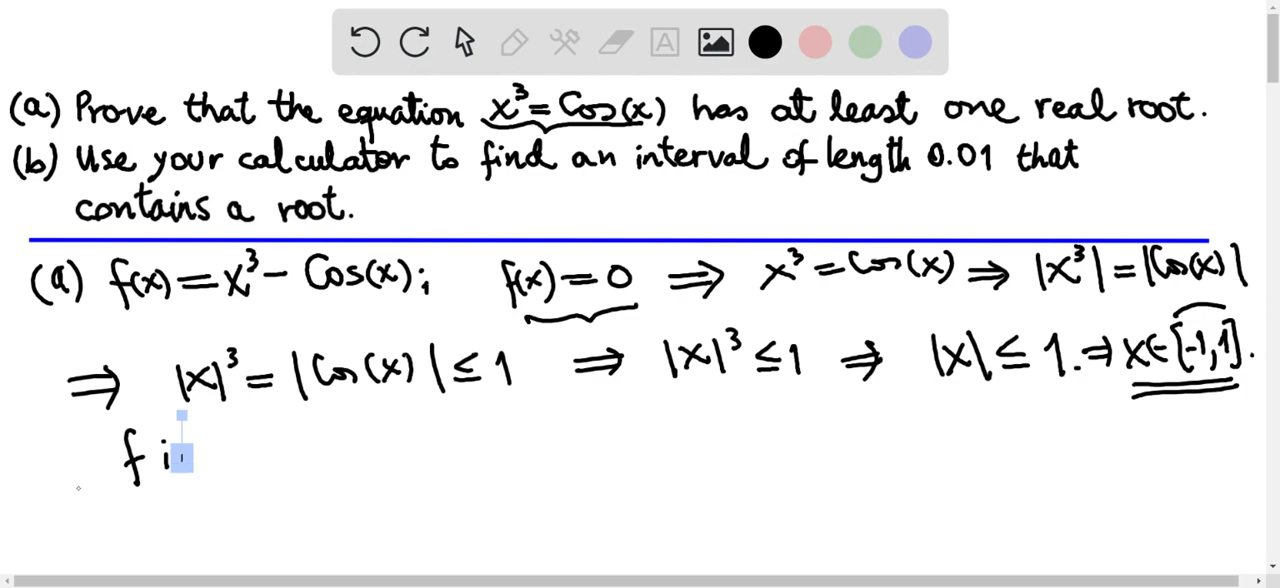 (a) Prove that the equation x³ = Cos(x) has at least one real root.
(b) Use your calculator to find an interval of length 0.01 that
contains a root.
(a) f(x) = x³ - Cos(x); f(x) = 0 ⟹ x³ = Cos(x) ⟹ |x³| = |Cos(x)|
⟹ |x|³ = |Cos(x)| ≤ 1 ⟹ |x|³ ≤ 1 ⟹ |x| ≤ 1. ⟹ x ∈ [-1,1].
f i